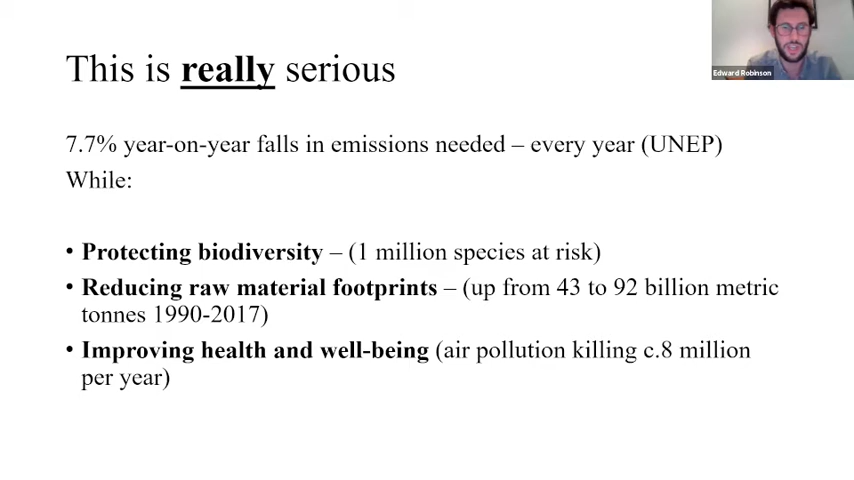 This is really serious
Edward Robinson
7.7% year-on-year falls in emissions needed – every year (UNEP)
While:
• Protecting biodiversity – (1 million species at risk)
• Reducing raw material footprints – (up from 43 to 92 billion metric
tonnes 1990-2017)
• Improving health and well-being (air pollution killing c.8 million
per year)